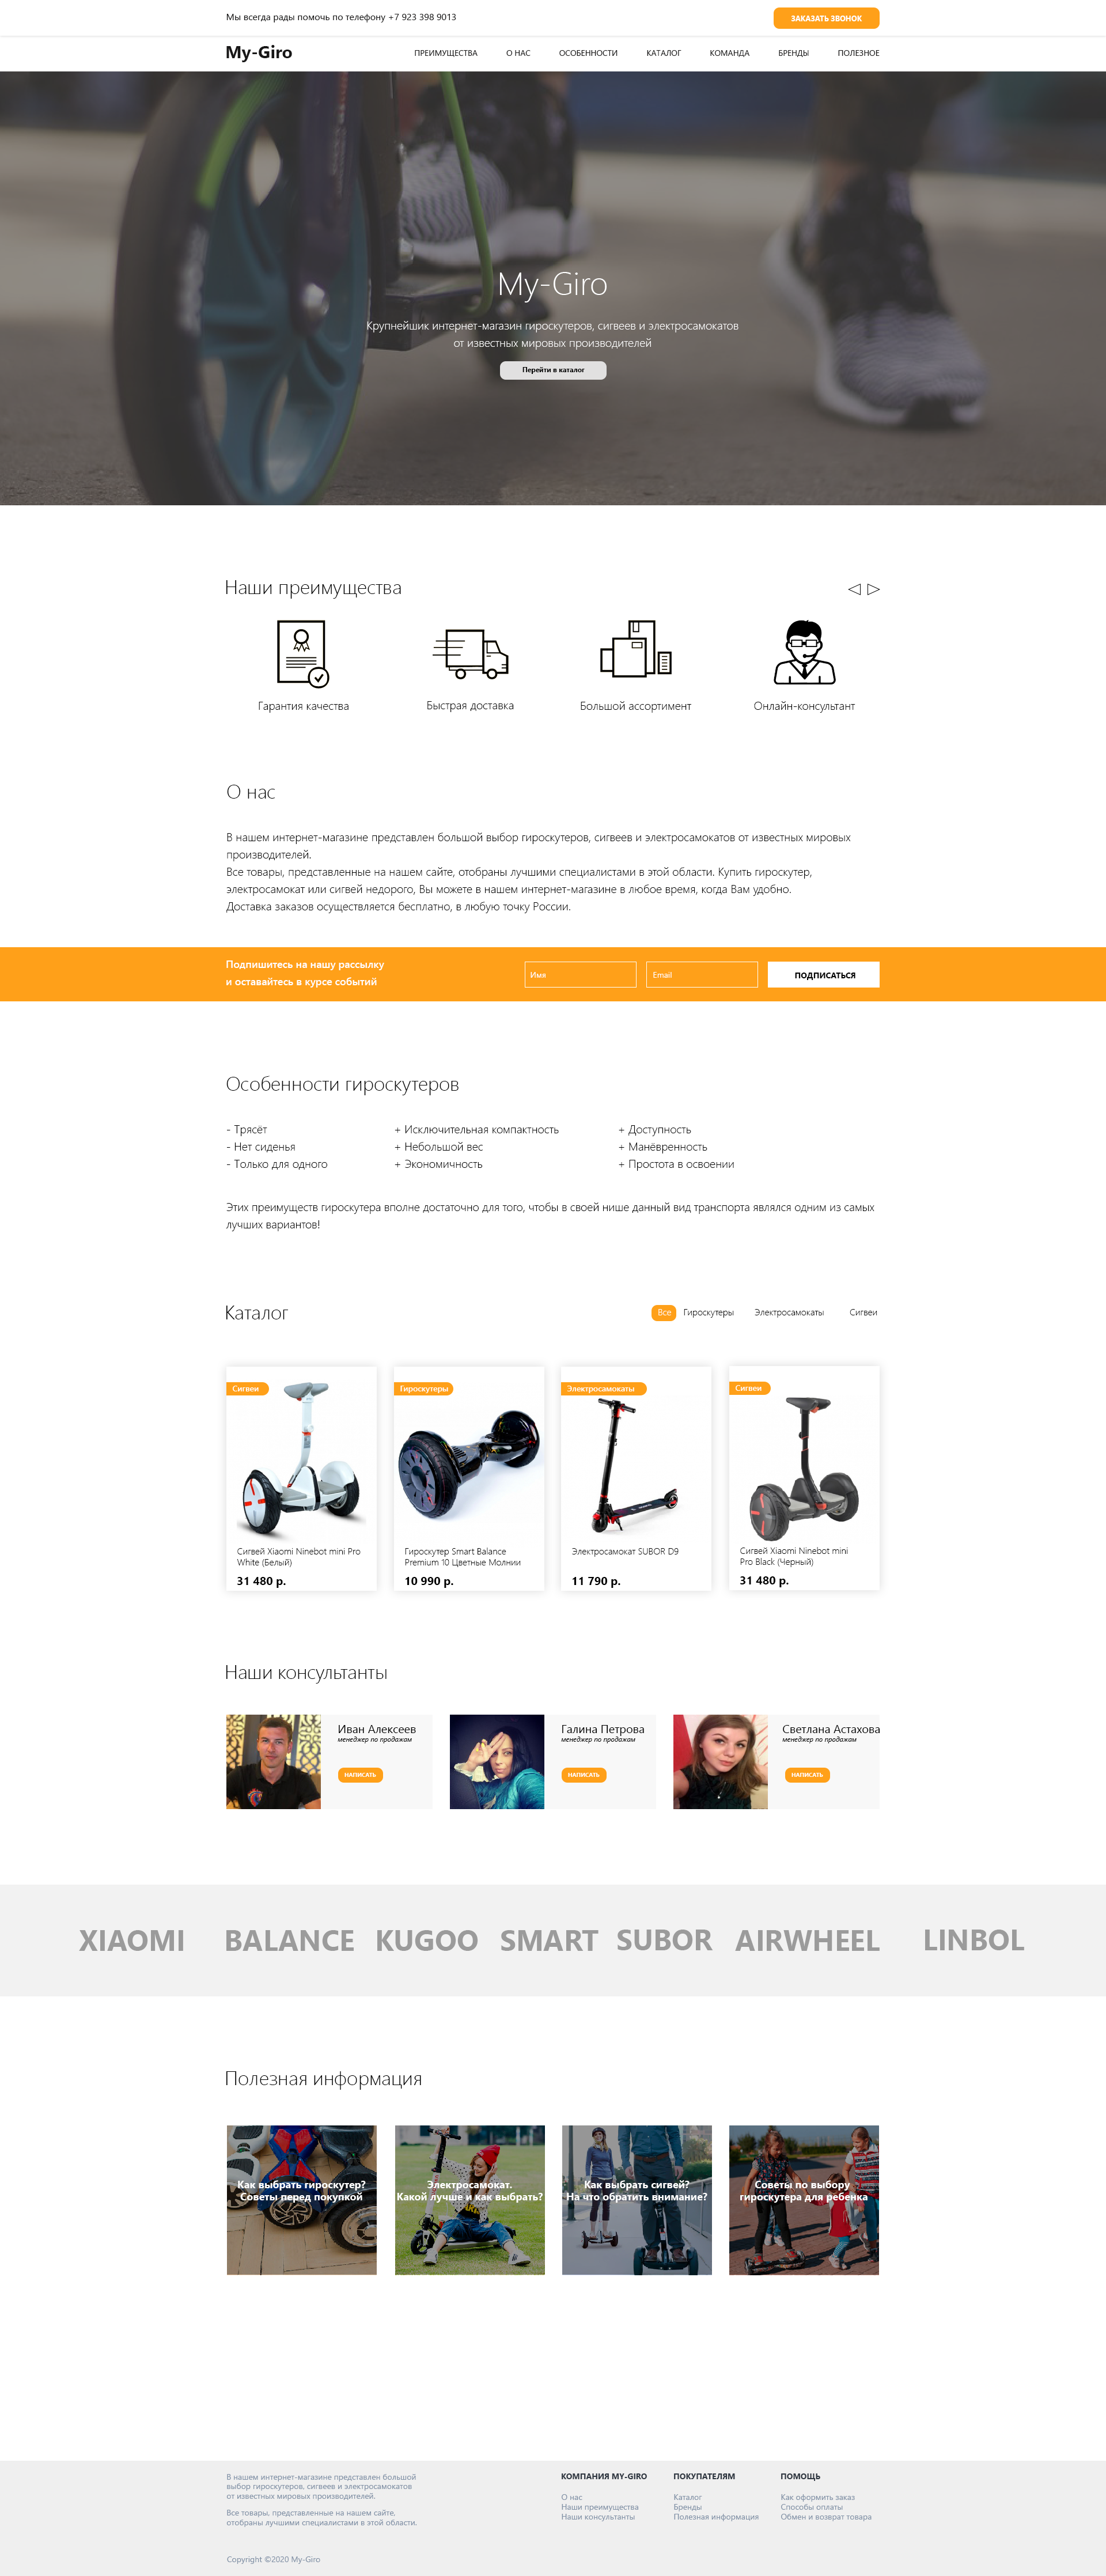 Мы всегда рады помочь по телефону +7 923 398 9013
ЗАКАЗАТЬ ЗВОНОК
My-Giro
ПРЕИМУЩЕСТВА
О НАС
ОСОБЕННОСТИ
КАТАЛОГ
КОМАНДА
БРЕНДЫ
ПОЛЕЗНОЕ
My-Giro
Крупнейшик интернет-магазин гироскутеров, сигвеев и электросамокатов
от известных мировых производителей
Перейти в каталог
Наши преимущества
Гарантия качества
Быстрая доставка
Большой ассортимент
Онлайн-консультант
О нас
В нашем интернет-магазине представлен большой выбор гироскутеров, сигвеев и электросамокатов от известных мировых
производителей.
Все товары, представленные на нашем сайте, отобраны лучшими специалистами в этой области. Купить гироскутер,
электросамокат или сигвей недорого, Вы можете в нашем интернет-магазине в любое время, когда Вам удобно.
Доставка заказов осуществляется бесплатно, в любую точку России.
Подпишитесь на нашу рассылку
и оставайтесь в курсе событий
Имя
Email
ПОДПИСАТЬСЯ
Особенности гироскутеров
- Трясёт
- Нет сиденья
- Только для одного
+ Исключительная компактность
+ Небольшой вес
+ Экономичность
+ Доступность
+ Манёвренность
+ Простота в освоении
Этих преимуществ гироскутера вполне достаточно для того, чтобы в своей нише данный вид транспорта являлся одним из самых
лучших вариантов!
Каталог
Все
Гироскутеры
Электросамокаты
Сигвеи
Сигвеи
Сигвей Xiaomi Ninebot mini Pro
White (Белый)
31 480 р.
Гироскутеры
Гироскутер Smart Balance
Premium 10 Цветные Молнии
10 990 р.
Электросамокаты
Электросамокат SUBOR D9
11 790 р.
Сигвеи
Сигвей Xiaomi Ninebot mini
Pro Black (Черный)
31 480 р.
Наши консультанты
Иван Алексеев
менеджер по продажам
НАПИСАТЬ
Галина Петрова
менеджер по продажам
НАПИСАТЬ
Светлана Астахова
менеджер по продажам
НАПИСАТЬ
XIAOMI
BALANCE
KUGOO
SMART
SUBOR
AIRWHEEL
LINBOL
Полезная информация
Как выбрать гироскутер?
Советы перед покупкой
Электросамокат.
Какой лучше и как выбрать?
Как выбрать сигвей?
На что обратить внимание?
Советы по выбору
гироскутера для ребенка
В нашем интернет-магазине представлен большой
выбор гироскутеров, сигвеев и электросамокатов
от известных мировых производителей.
Все товары, представленные на нашем сайте,
отобраны лучшими специалистами в этой области.
Copyright ©2020 My-Giro
КОМПАНИЯ MY-GIRO
О нас
Наши преимущества
Наши консультанты
ПОКУПАТЕЛЯМ
Каталог
Бренды
Полезная информация
ПОМОЩЬ
Как оформить заказ
Способы оплаты
Обмен и возврат товара